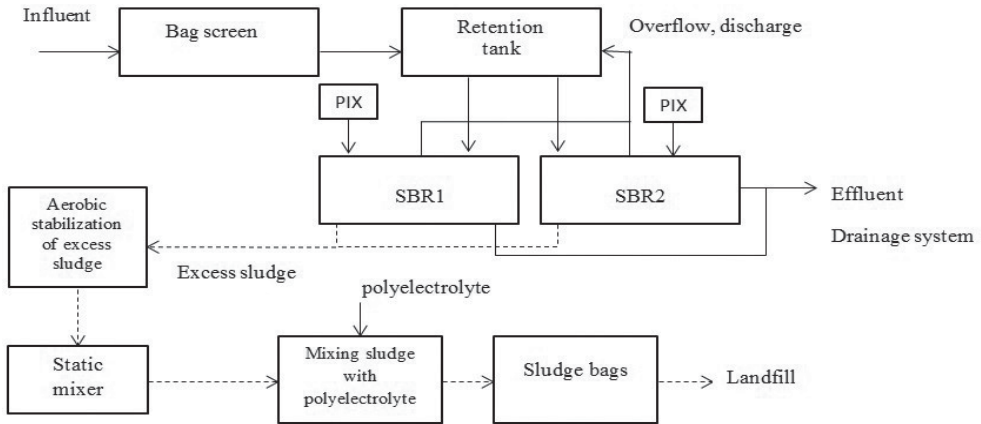 Influent
Bag screen
Retention
tank
Overflow, discharge
PIX
PIX
SBR1
SBR2
Effluent
Drainage system
Aerobic
stabilization
of excess
sludge
Excess sludge
polyelectrolyte
Static
mixer
Mixing sludge
with
polyelectrolyte
Sludge bags
Landfill